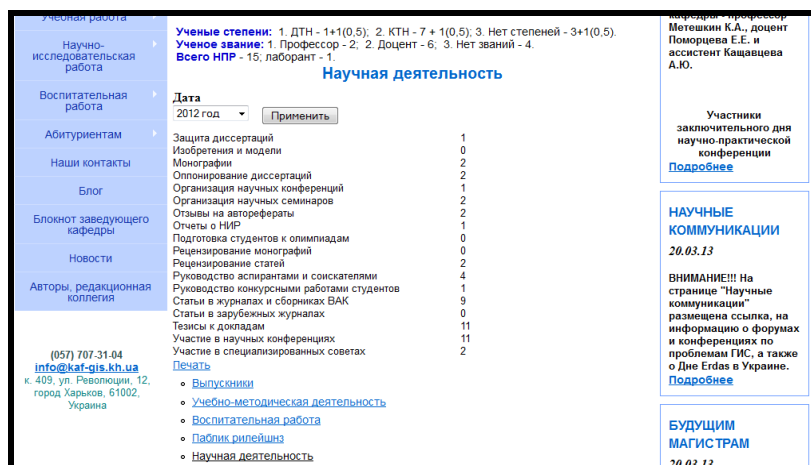 Учебная работа
Научно-
исследовательская
работа
Воспитательная
работа
Абитуриентам
Наши контакты
Блог
Блокнот заведующего
кафедры
Новости
Авторы, редакционная
коллегия
(057) 707-31-04
info@kaf-gis.kh.ua
к. 409, ул. Революции, 12,
город Харьков, 61002,
Украина
Ученые степени: 1. ДТН - 1+1(0,5); 2. КТН - 7 + 1(0,5); 3. Нет степеней - 3+1(0,5).
Ученое звание: 1. Профессор - 2; 2. Доцент - 6; 3. Нет званий - 4.
Всего НПР - 15; лаборант - 1.
Научная деятельность
Дата
2012 год Применить
Защита диссертаций 1
Изобретения и модели 0
Монографии 2
Оппонирование диссертаций 2
Организация научных конференций 1
Организация научных семинаров 2
Отзывы на авторефераты 2
Отчеты о НИР 1
Подготовка студентов к олимпиадам 0
Рецензирование монографий 0
Рецензирование статей 2
Руководство аспирантами и соискателями 4
Руководство конкурсными работами студентов 1
Статьи в журналах и сборниках ВАК 9
Статьи в зарубежных журналах 0
Тезисы к докладам 11
Участие в научных конференциях 11
Участие в специализированных советах 2
Печать
Выпускники
Учебно-методическая деятельность
Воспитательная работа
Паблик рилейшнз
Научная деятельность
кафедры - профессор
Метешкин К.А., доцент
Поморцева Е.Е. и
ассистент Кащавцева
А.Ю.
Участники
заключительного дня
научно-практической
конференции
Подробнее
НАУЧНЫЕ
КОММУНИКАЦИИ
20.03.13
ВНИМАНИЕ!!! На
странице "Научные
коммуникации"
размещена ссылка, на
информацию о форумах
и конференциях по
проблемам ГИС, а также
о Дне Erdas в Украине.
Подробнее
БУДУЩИМ
МАГИСТРАМ
20.03.13